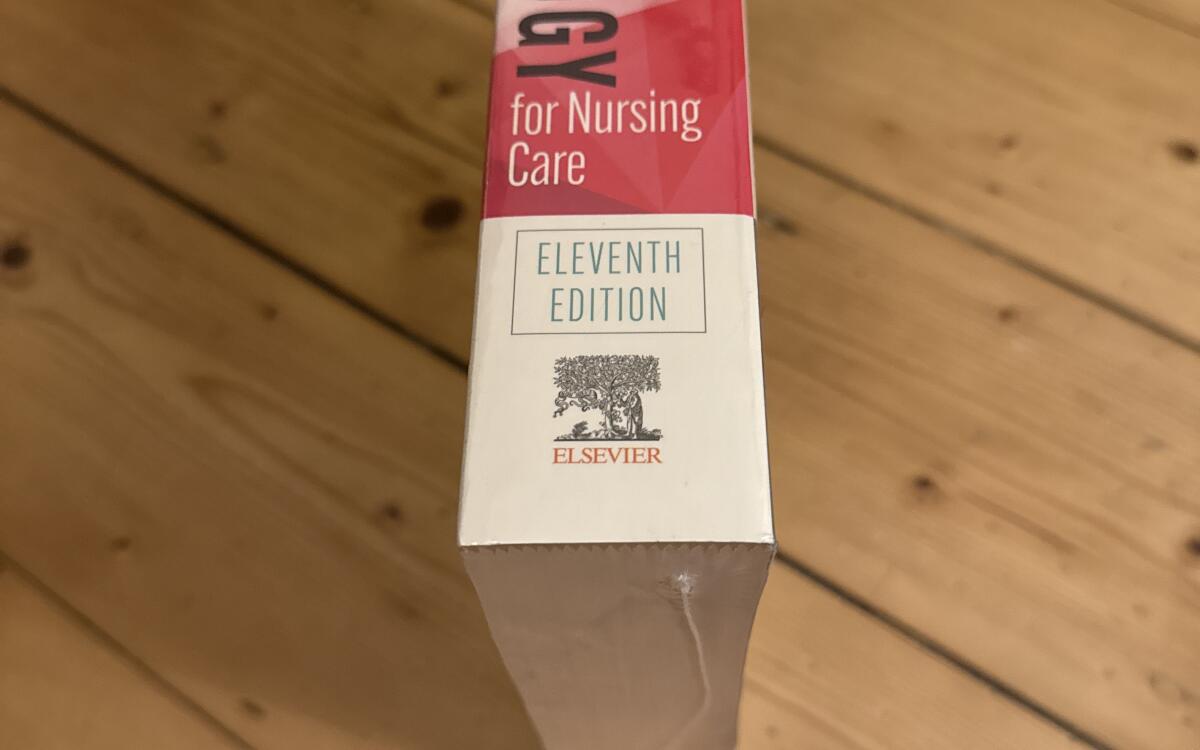 GY
for Nursing
Care
ELEVENTH
EDITION
ELSEVIER